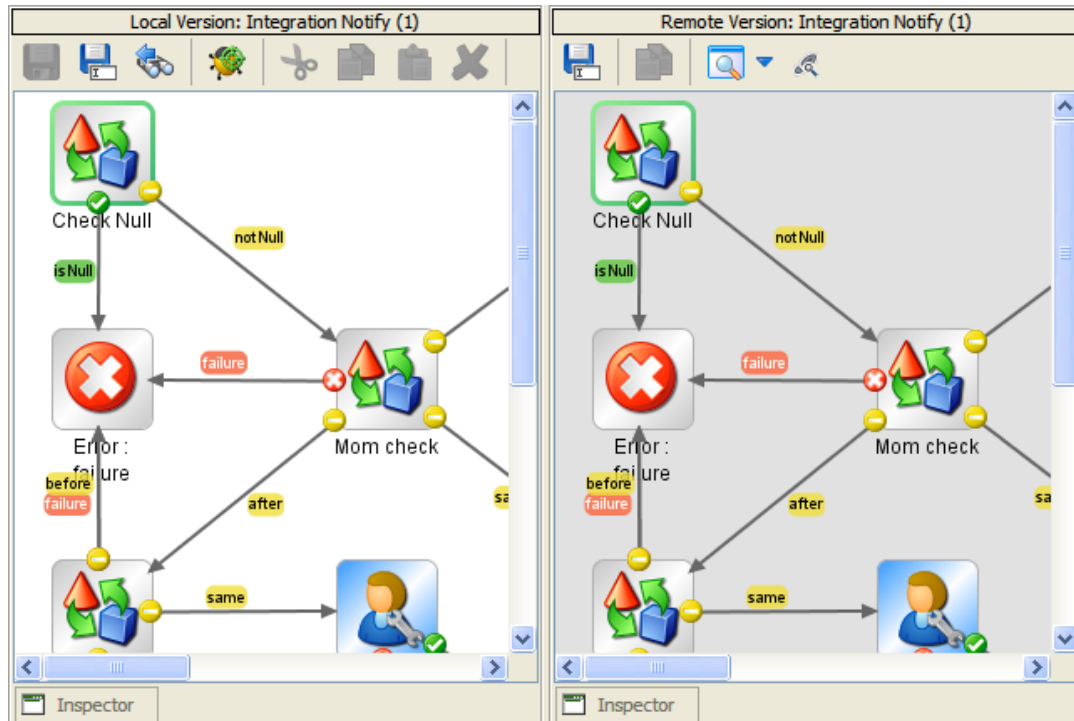 Local Version: Integration Notify (1)
Check Null
notNull
isNull
failure
Error :
failure
Mom check
before
failure
after
sa
same
Inspector
Remote Version: Integration Notify (1)
Check Null
notNull
isNull
failure
Error :
failure
Mom check
before
failure
after
sa
same
Inspector